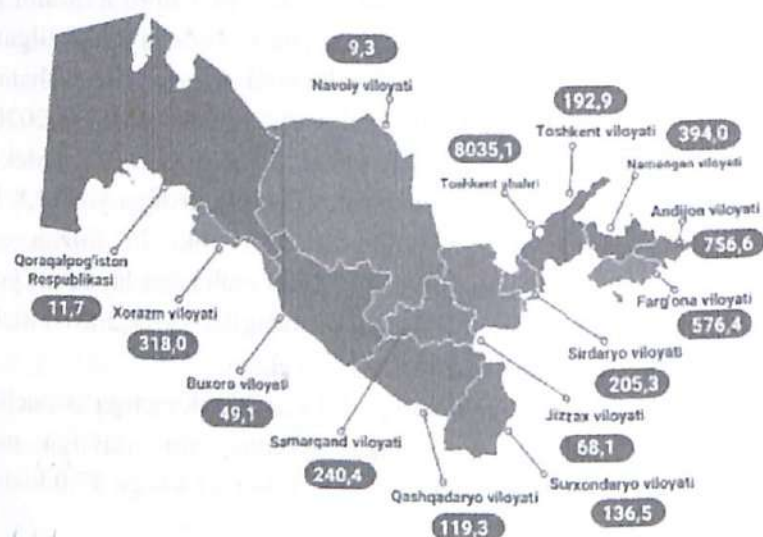 9,3
Navoiy viloyati
192,9
Toshkent viloyati
394,0
Namangan viloyati
8035,1
Toshkent shahri
Andijon viloyati
756,6
Farg'ona viloyati
576,4
Qoraqalpog'iston
Respublikasi
11,7
Xorazm viloyati
318,0
Buxoro viloyati
49,1
Samarqand viloyati
240,4
Qashqadaryo viloyati
119,3
Sirdaryo viloyati
205,3
Jizzax viloyati
68,1
Surxondaryo viloyati
136,5